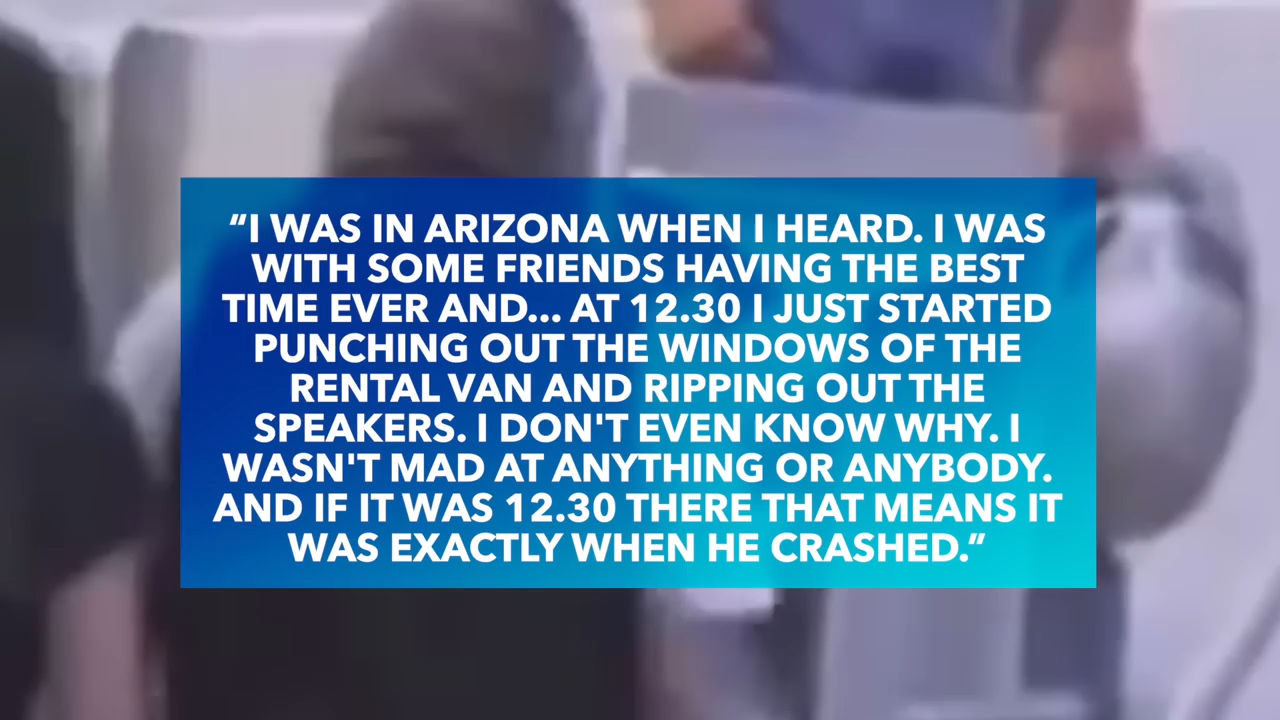 “I WAS IN ARIZONA WHEN I HEARD. I WAS
WITH SOME FRIENDS HAVING THE BEST
TIME EVER AND... AT 12.30 I JUST STARTED
PUNCHING OUT THE WINDOWS OF THE
RENTAL VAN AND RIPPING OUT THE
SPEAKERS. I DON'T EVEN KNOW WHY. I
WASN'T MAD AT ANYTHING OR ANYBODY.
AND IF IT WAS 12.30 THERE THAT MEANS IT
WAS EXACTLY WHEN HE CRASHED.“